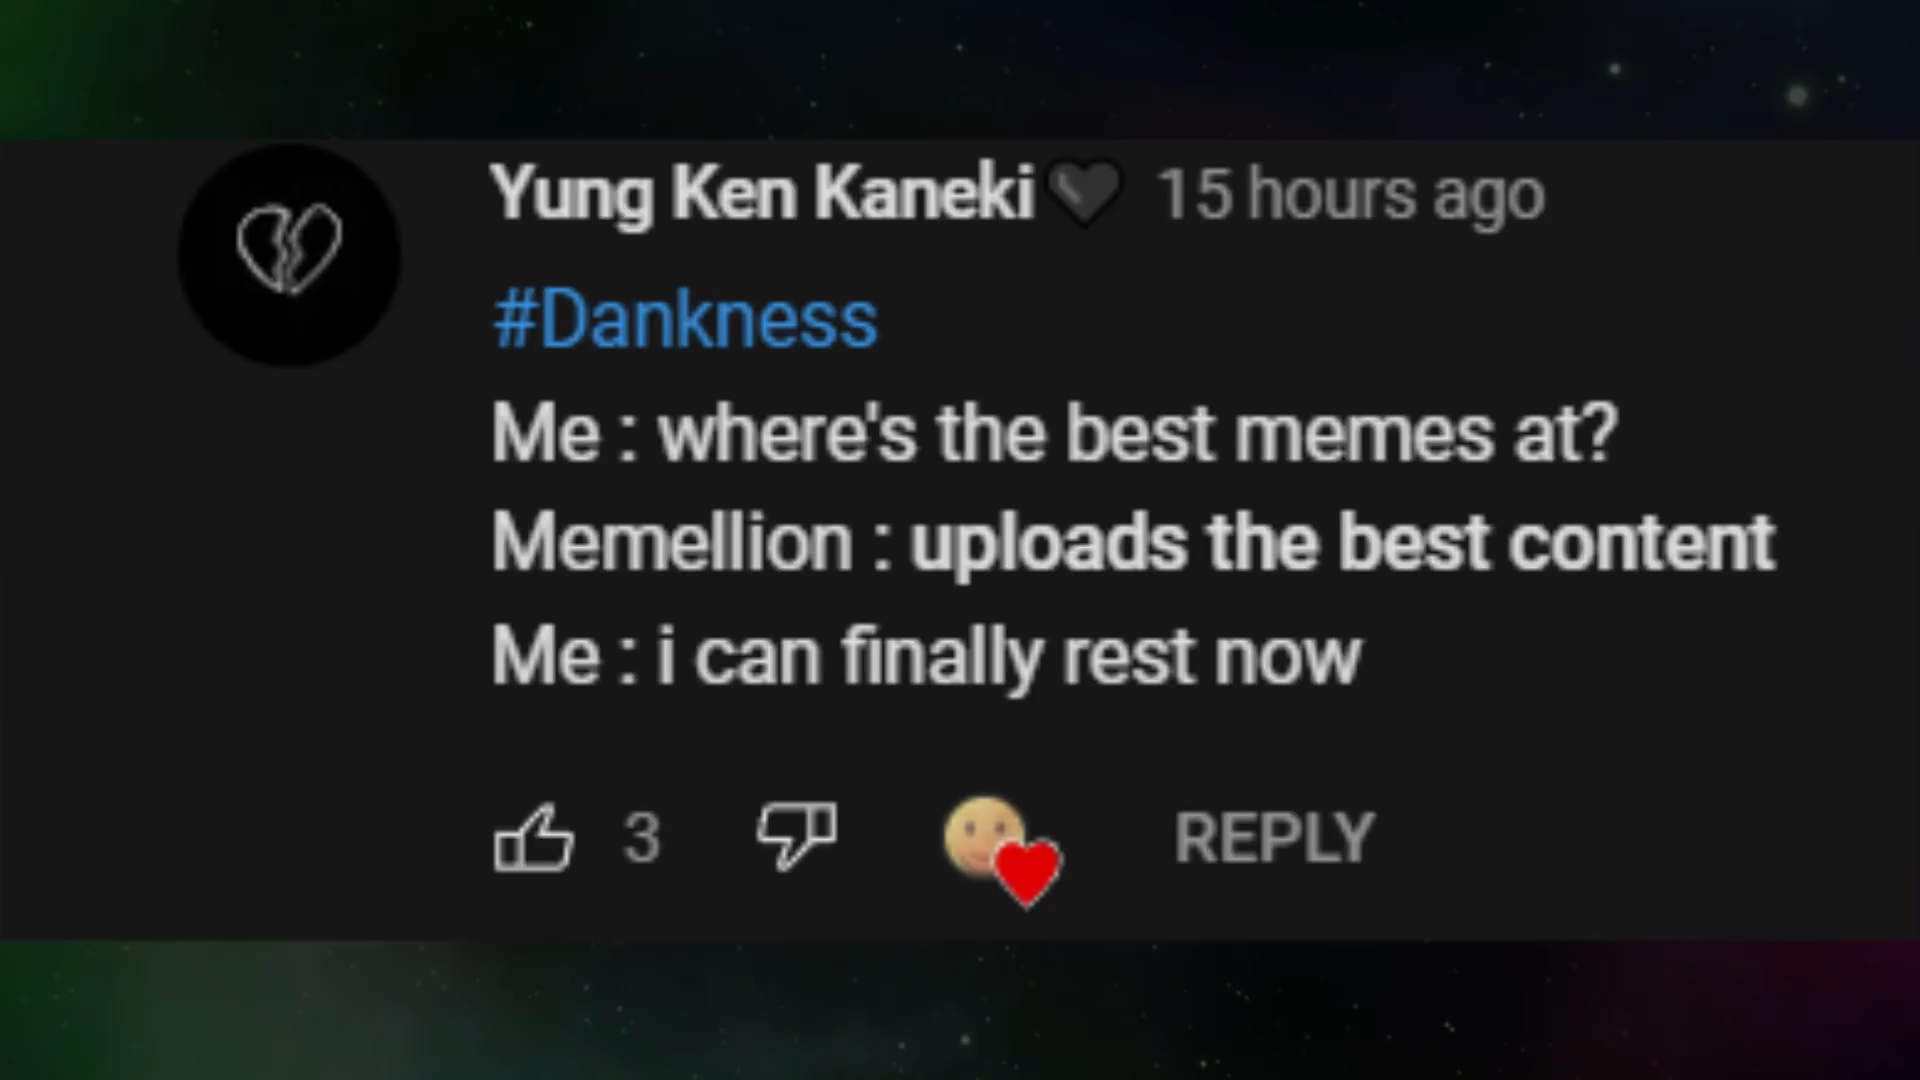 Yung Ken Kaneki🖤 15 hours ago
#Dankness
Me : where's the best memes at?
Memellion : uploads the best content
Me : i can finally rest now
3 REPLY